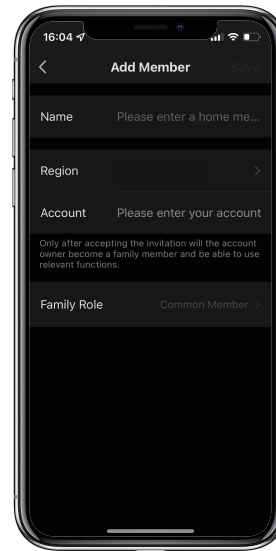 16:04
Add Member Save
Name Please enter a home me...
Region
Account Please enter your account
Only after accepting the invitation will the account
owner become a family member and be able to use
relevant functions.
Family Role Common Member